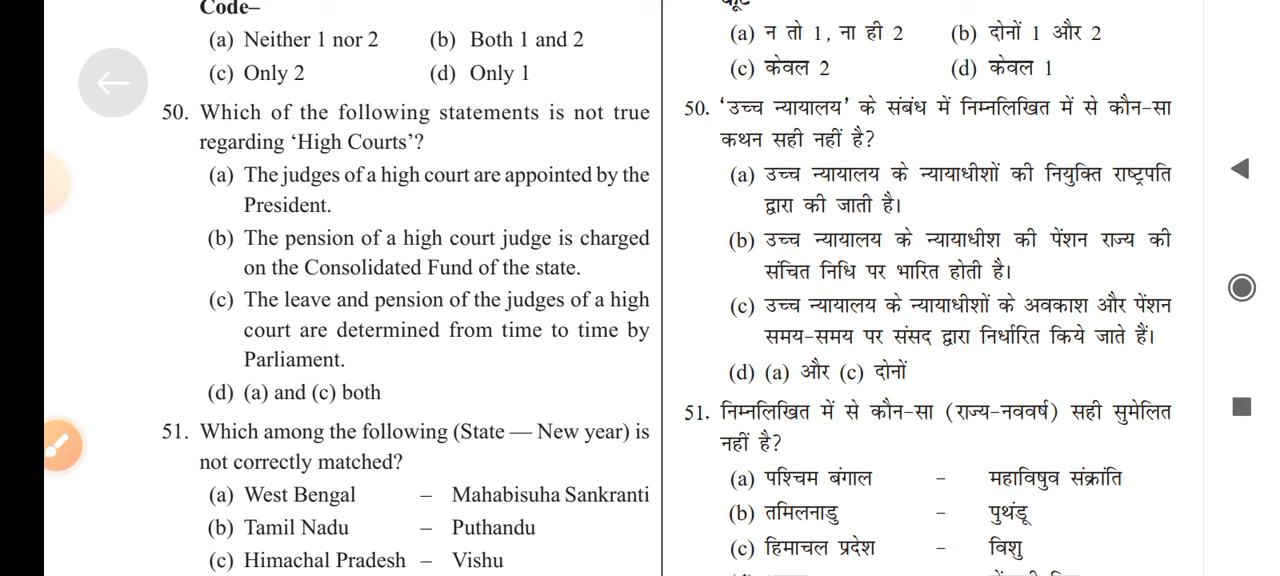 Code–
(a) Neither 1 nor 2 (b) Both 1 and 2
(c) Only 2 (d) Only 1
50. Which of the following statements is not true
regarding ‘High Courts’?
(a) The judges of a high court are appointed by the
President.
(b) The pension of a high court judge is charged
on the Consolidated Fund of the state.
(c) The leave and pension of the judges of a high
court are determined from time to time by
Parliament.
(d) (a) and (c) both
51. Which among the following (State — New year) is
not correctly matched?
(a) West Bengal – Mahabisuha Sankranti
(b) Tamil Nadu – Puthandu
(c) Himachal Pradesh – Vishu
(a) न तो 1, ना ही 2 (b) दोनों 1 और 2
(c) केवल 2 (d) केवल 1
50. ‘उच्च न्यायालय’ के संबंध में निम्नलिखित में से कौन-सा
कथन सही नहीं है?
(a) उच्च न्यायालय के न्यायाधीशों की नियुक्ति राष्ट्रपति
द्वारा की जाती है।
(b) उच्च न्यायालय के न्यायाधीश की पेंशन राज्य की
संचित निधि पर भारित होती है।
(c) उच्च न्यायालय के न्यायाधीशों के अवकाश और पेंशन
समय-समय पर संसद द्वारा निर्धारित किये जाते हैं।
(d) (a) और (c) दोनों
51. निम्नलिखित में से कौन-सा (राज्य-नववर्ष) सही सुमेलित
नहीं है?
(a) पश्चिम बंगाल - महाविषुव संक्रांति
(b) तमिलनाडु - पुथंडू
(c) हिमाचल प्रदेश - विशु